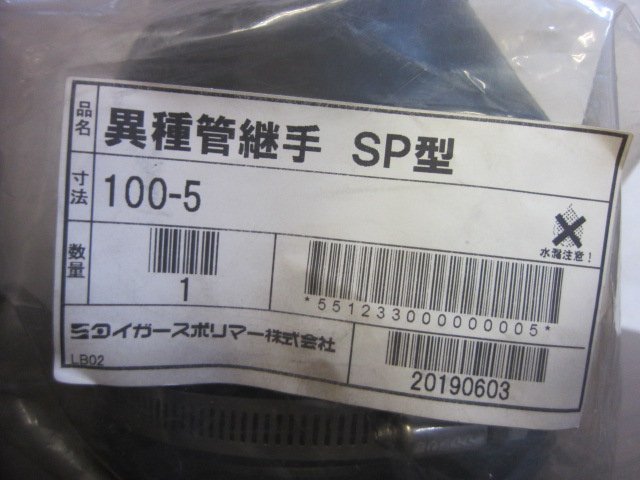 品名 異種管継手 SP型
寸法 100-5
水濡注意!
数量 1
*5512330000000005*
タイガースポリマー株式会社
LB02
20190603